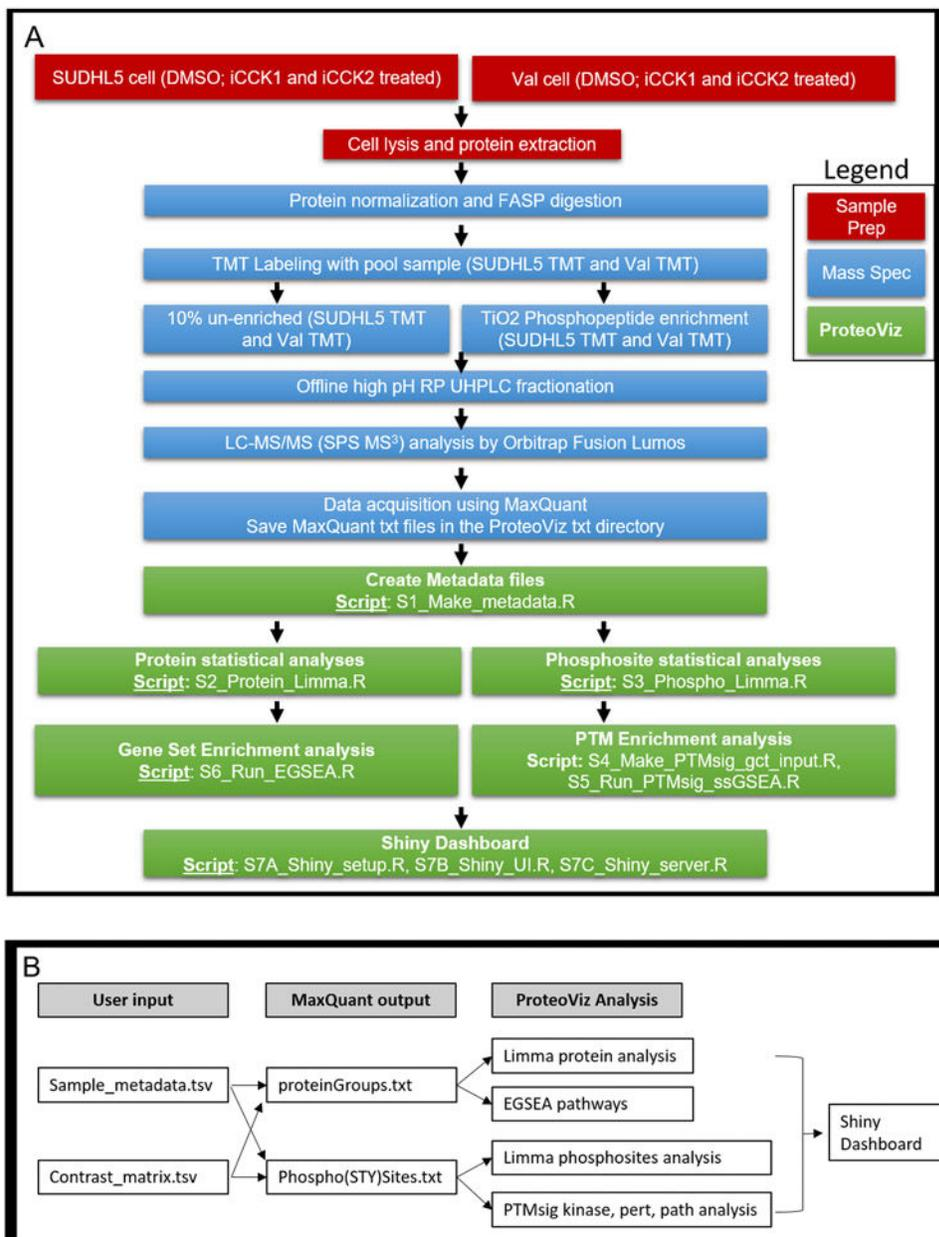 A
SUDHL5 cell (DMSO; iCCK1 and iCCK2 treated)
Val cell (DMSO; iCCK1 and iCCK2 treated)
Cell lysis and protein extraction
Protein normalization and FASP digestion
TMT Labeling with pool sample (SUDHL5 TMT and Val TMT)
10% un-enriched (SUDHL5 TMT
and Val TMT)
TiO2 Phosphopeptide enrichment
(SUDHL5 TMT and Val TMT)
Offline high pH RP UHPLC fractionation
LC-MS/MS (SPS MS³) analysis by Orbitrap Fusion Lumos
Data acquisition using MaxQuant
Save MaxQuant txt files in the ProteoViz txt directory
Create Metadata files
Script: S1_Make_metadata.R
Protein statistical analyses
Script: S2_Protein_Limma.R
Phosphosite statistical analyses
Script: S3_Phospho_Limma.R
Gene Set Enrichment analysis
Script: S6_Run_EGSEA.R
PTM Enrichment analysis
Script: S4_Make_PTMsig_gct_input.R,
S5_Run_PTMsig_ssGSEA.R
Shiny Dashboard
Script: S7A_Shiny_setup.R, S7B_Shiny_UI.R, S7C_Shiny_server.R
Legend
Sample
Prep
Mass Spec
ProteoViz
B
User input
MaxQuant output
ProteoViz Analysis
Sample_metadata.tsv
Contrast_matrix.tsv
proteinGroups.txt
Phospho(STY)Sites.txt
Limma protein analysis
EGSEA pathways
Limma phosphosites analysis
PTMsig kinase, pert, path analysis
Shiny
Dashboard